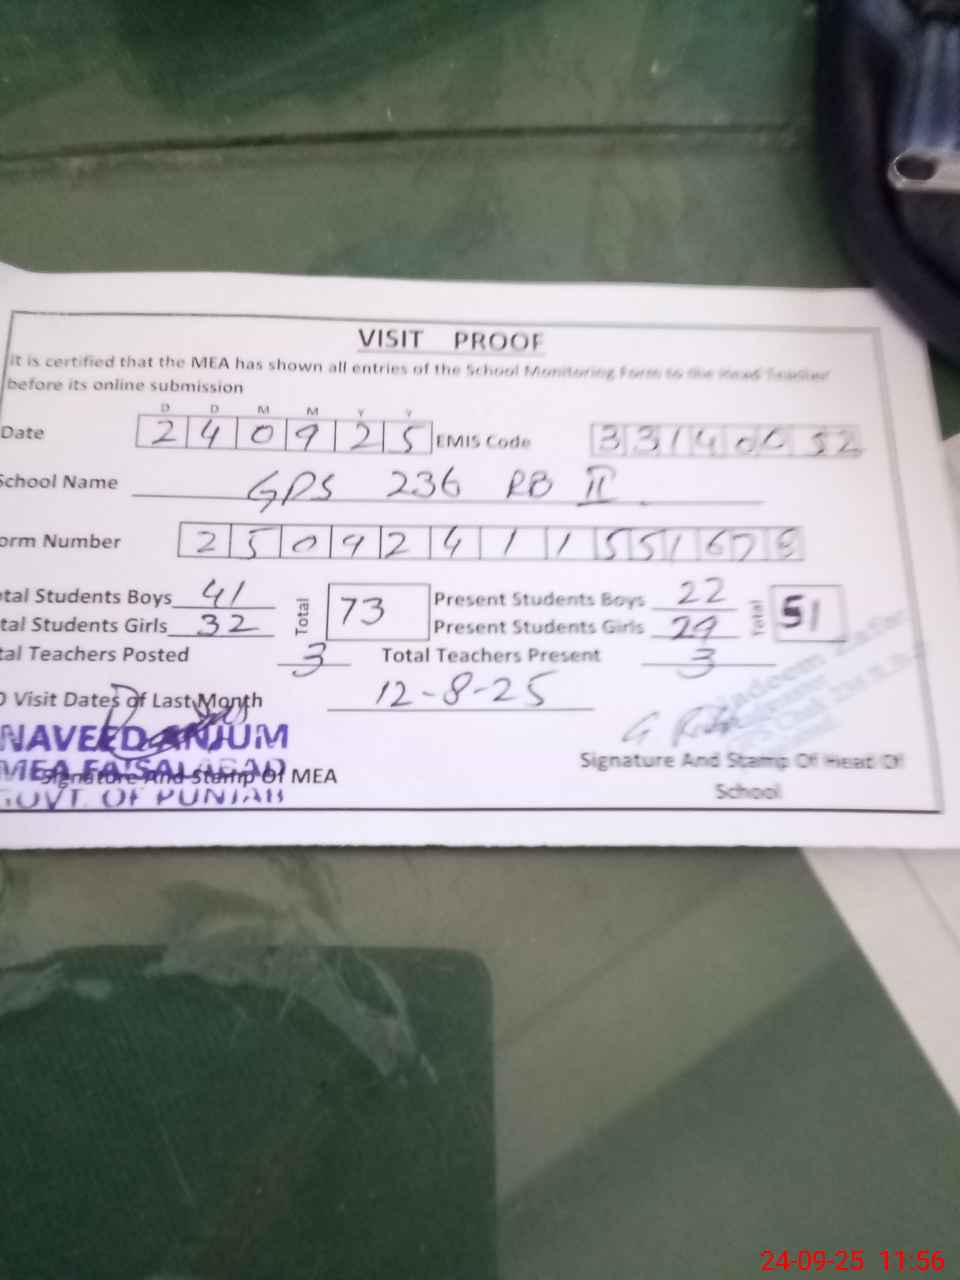 VISIT PROOF
It is certified that the MEA has shown all entries of the School Monitoring Form to the Head Teacher
before its online submission
D D M M Y Y
Date 2 4 0 9 2 5 EMIS Code 3 3 1 4 0 0 5 2
School Name GPS 236 RB II
orm Number 2 5 0 9 2 4 1 1 5 5 1 6 7 8
tal Students Boys 41 Total 73 Present Students Boys 22 Total 51
tal Students Girls 32 Present Students Girls 29
tal Teachers Posted 3 Total Teachers Present 3
O Visit Dates of Last Month 12-8-25
NAVEED ANJUM
MEA FAISALABAD
GOVT. OF PUNJAB
Signature And Stamp Of MEA
Signature And Stamp Of Head Of
School
24-09-25 11:56